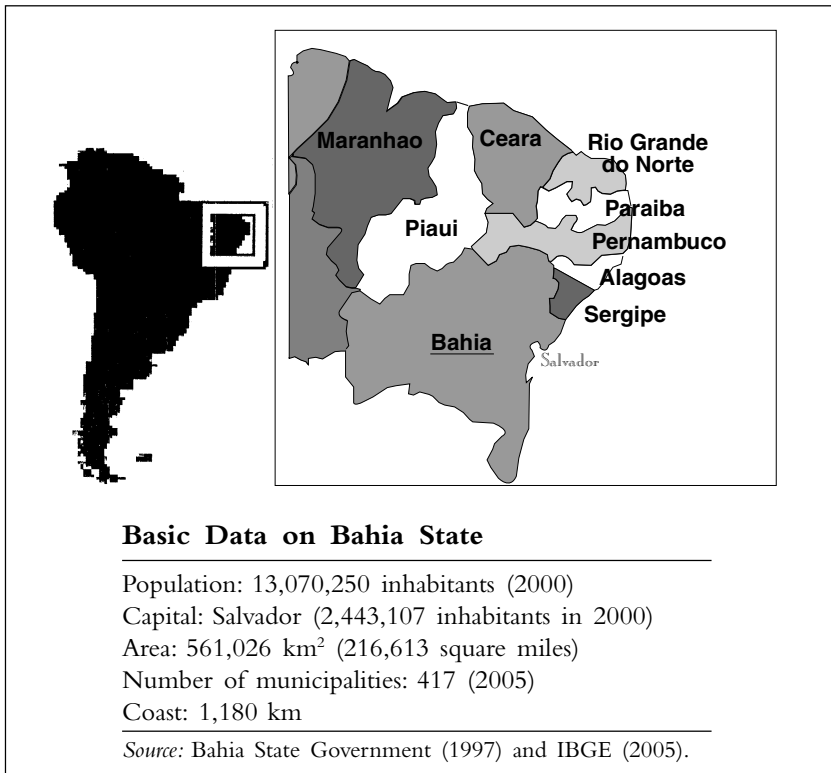 Maranhao
Ceara
Rio Grande
do Norte
Paraiba
Piaui
Pernambuco
Alagoas
Sergipe
Bahia
Salvador
Basic Data on Bahia State
Population: 13,070,250 inhabitants (2000)
Capital: Salvador (2,443,107 inhabitants in 2000)
Area: 561,026 km² (216,613 square miles)
Number of municipalities: 417 (2005)
Coast: 1,180 km
Source: Bahia State Government (1997) and IBGE (2005).